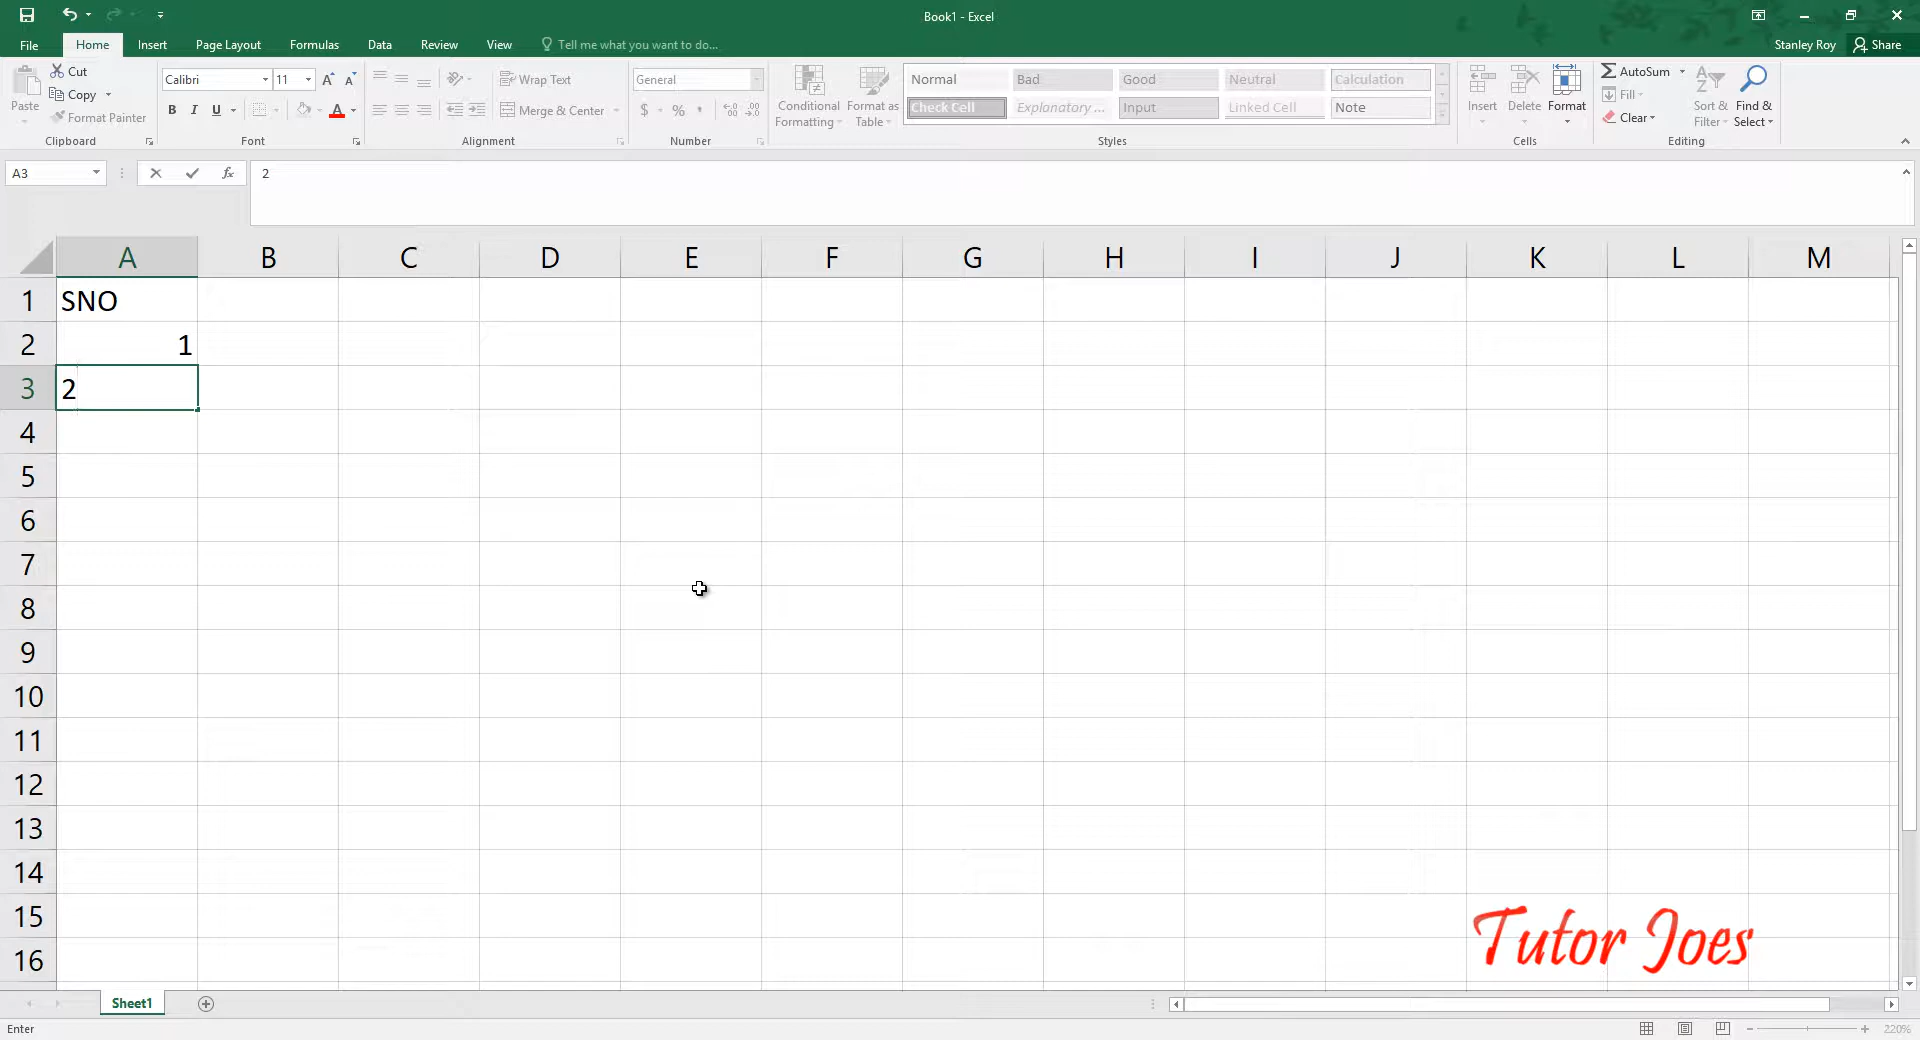 Book1 - Excel
File Home Insert Page Layout Formulas Data Review View Tell me what you want to do... Stanley Roy Share
Paste
Cut
Copy
Format Painter
Clipboard
Calibri 11
B I U
Font
Wrap Text
Merge & Center
Alignment
General
$ %
Number
Conditional Formatting
Format as Table
Normal Bad Good Neutral Calculation
Check Cell Explanatory ... Input Linked Cell Note
Styles
Insert Delete Format
Cells
AutoSum
Fill
Clear
Sort & Filter
Find & Select
Editing
A3 fx 2
A B C D E F G H I J K L M
1 SNO
2 1
3 2
4
5
6
7
8
9
10
11
12
13
14
15
16
Tutor Joes
Sheet1
Enter 220%